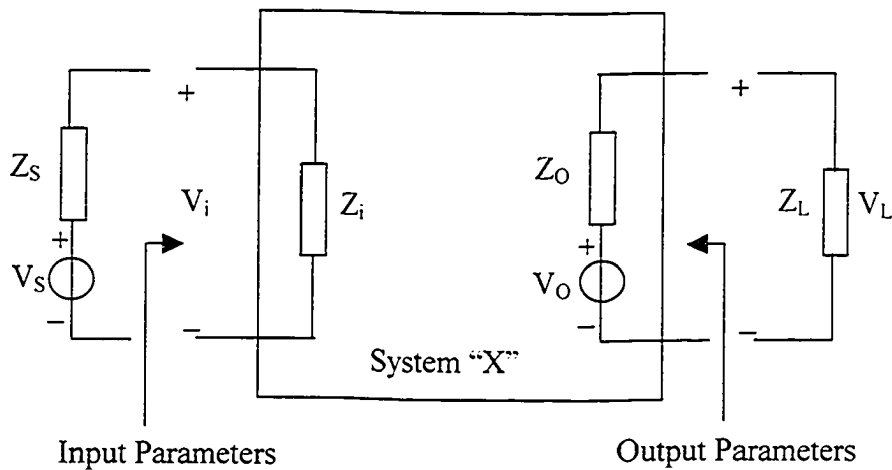 +
+
Z_S
V_i
Z_i
Z_O
Z_L
V_L
+
+
V_S
V_O
−
−
−
−
System “X”
Input Parameters
Output Parameters